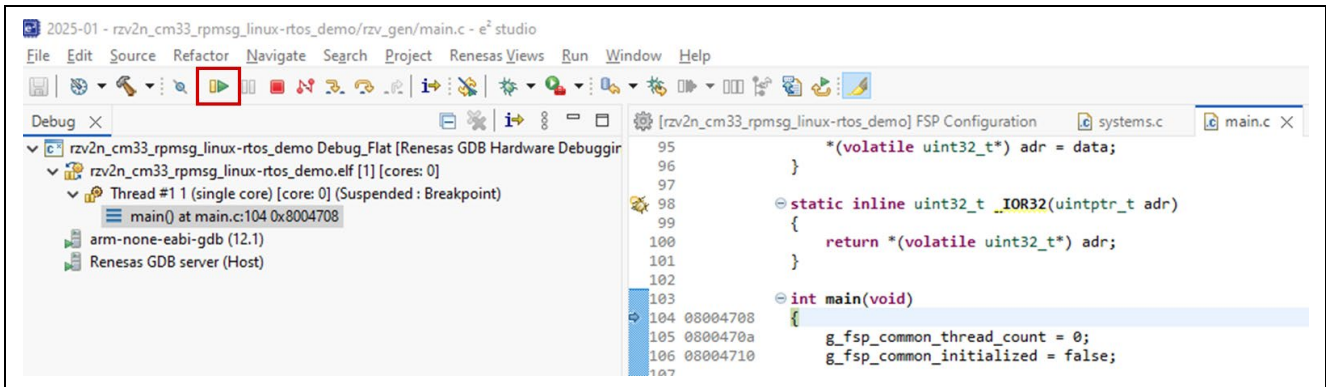 2025-01 - rzv2n_cm33_rpmsg_linux-rtos_demo/rzv_gen/main.c - e² studio
File Edit Source Refactor Navigate Search Project Renesas Views Run Window Help
Debug
rzv2n_cm33_rpmsg_linux-rtos_demo Debug_Flat [Renesas GDB Hardware Debuggin
rzv2n_cm33_rpmsg_linux-rtos_demo.elf [1] [cores: 0]
Thread #1 1 (single core) [core: 0] (Suspended : Breakpoint)
main() at main.c:104 0x8004708
arm-none-eabi-gdb (12.1)
Renesas GDB server (Host)
[rzv2n_cm33_rpmsg_linux-rtos_demo] FSP Configuration systems.c main.c
95 *(volatile uint32_t*) adr = data;
96 }
97
98 static inline uint32_t _IOR32(uintptr_t adr)
99 {
100 return *(volatile uint32_t*) adr;
101 }
102
103 int main(void)
104 08004708 {
105 0800470a g_fsp_common_thread_count = 0;
106 08004710 g_fsp_common_initialized = false;
107